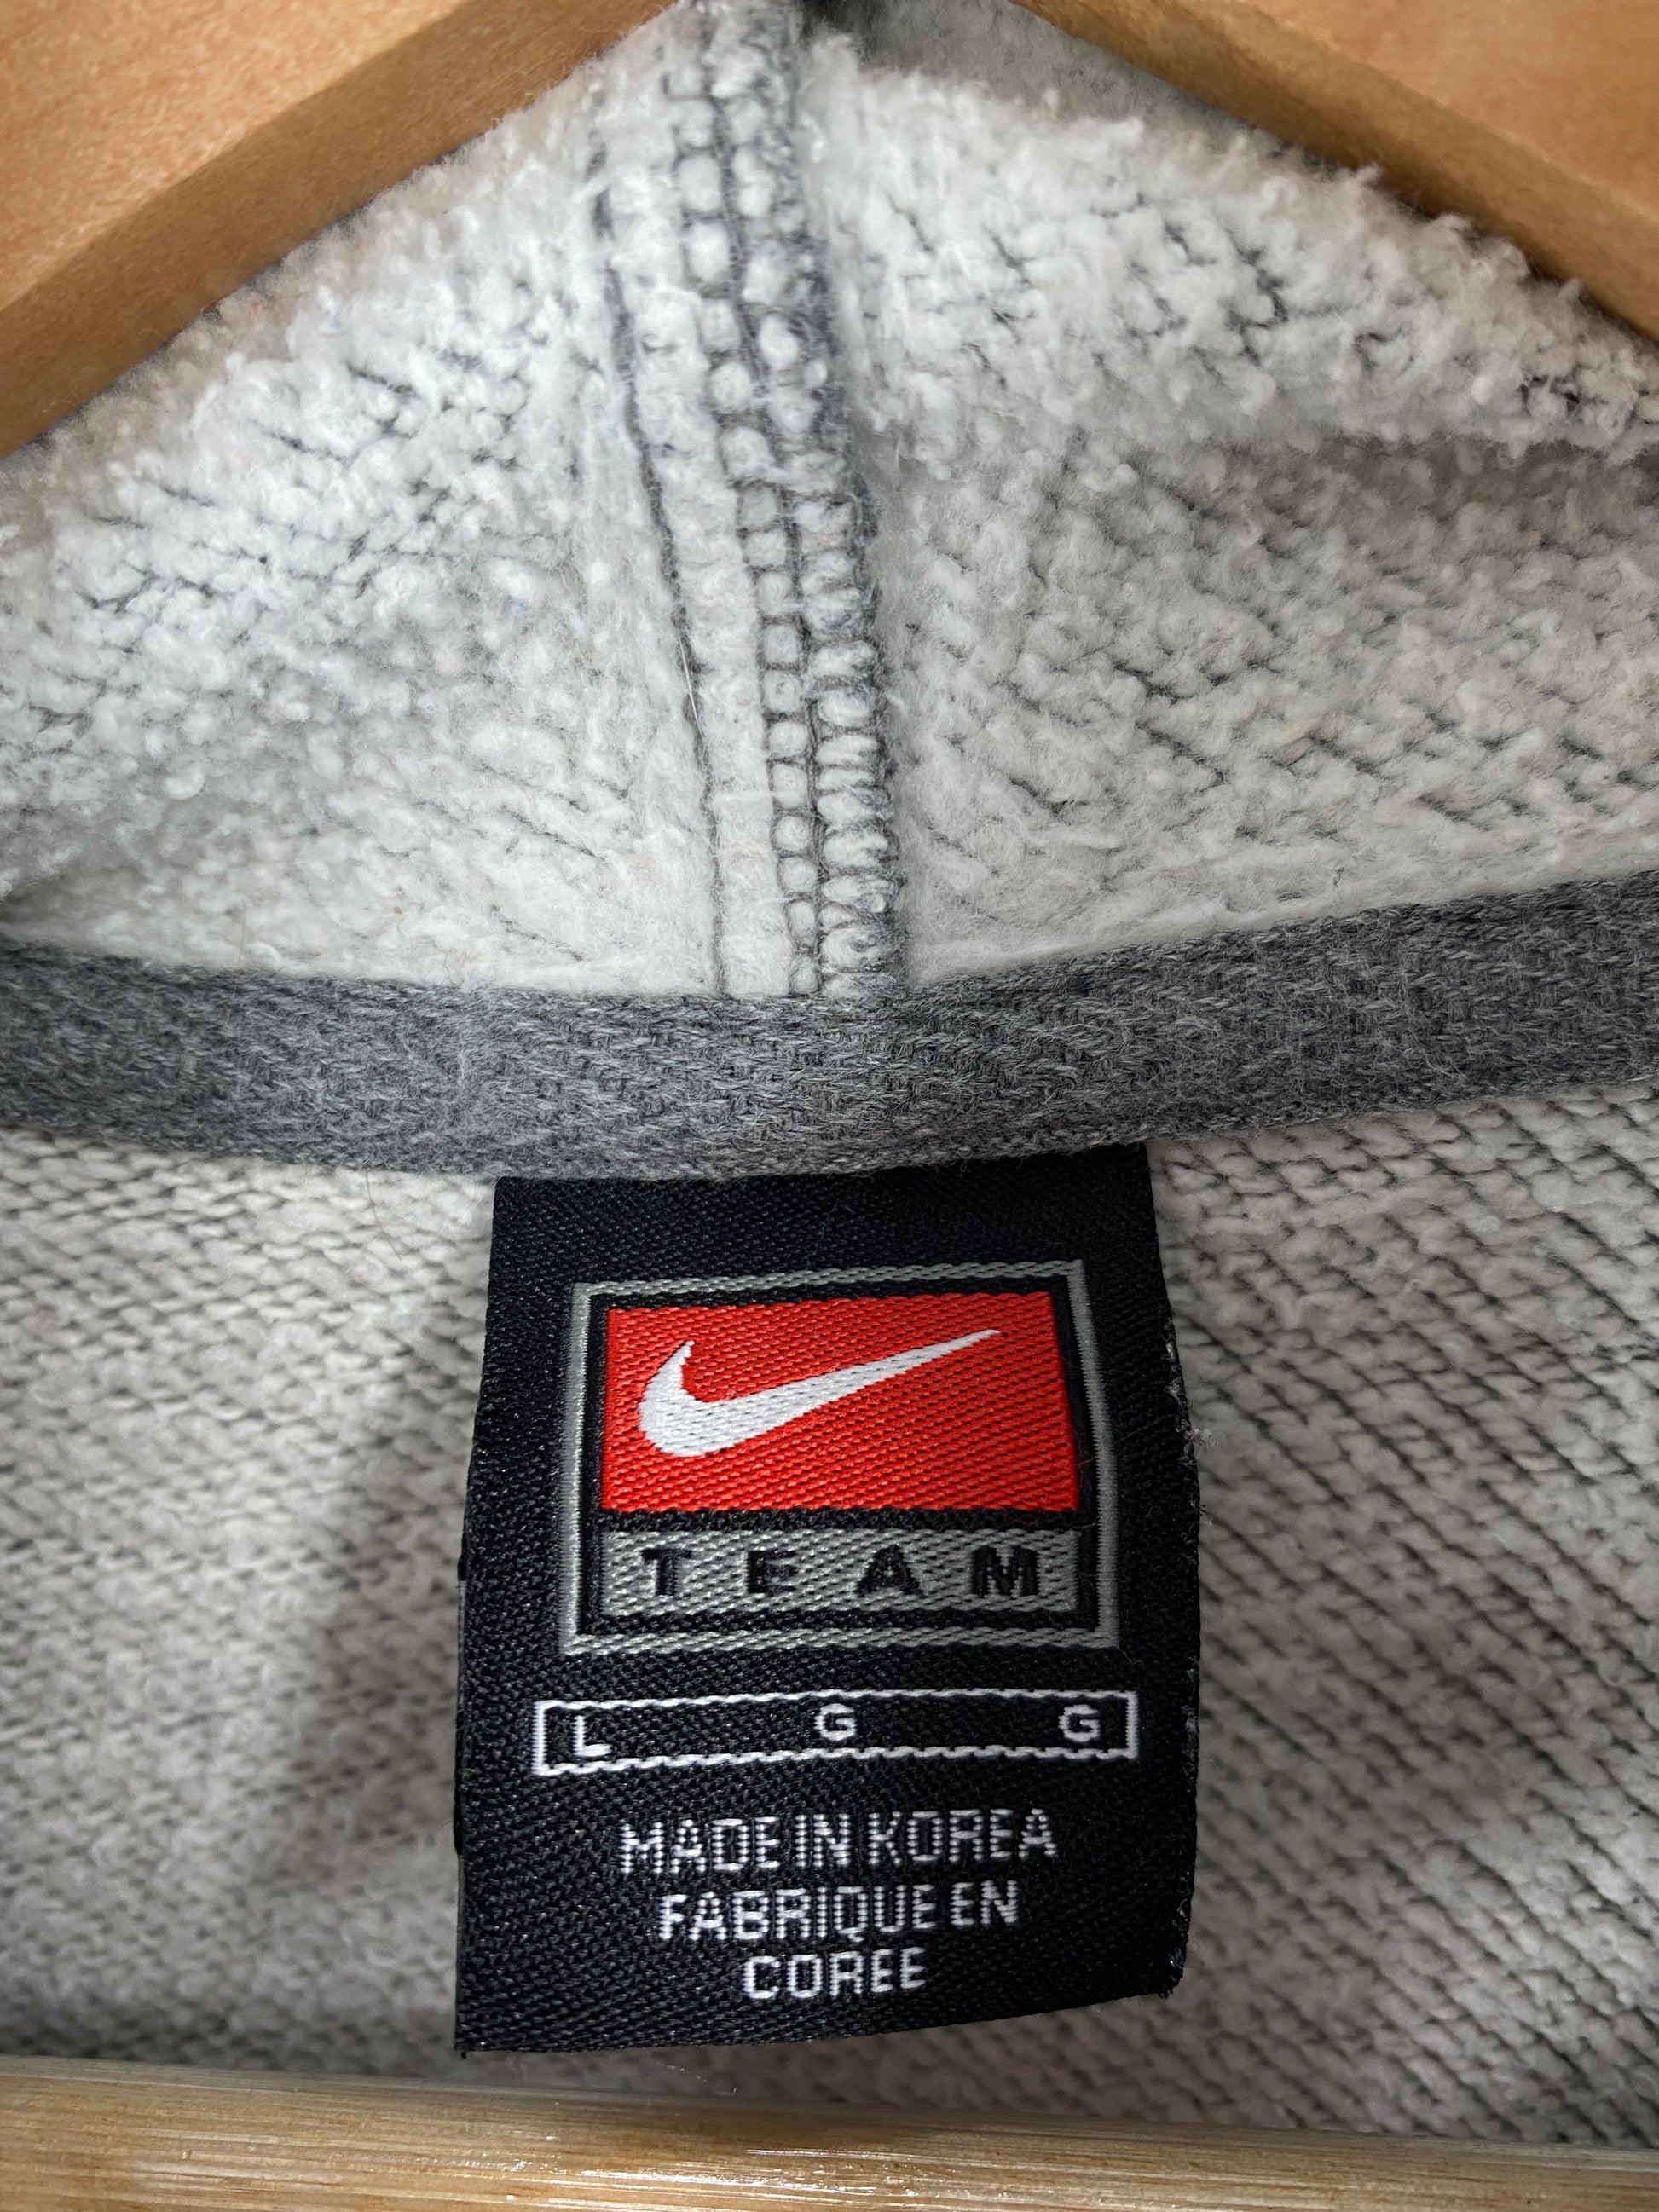 TEAM
L G G
MADE IN KOREA
FABRIQUE EN
COREE